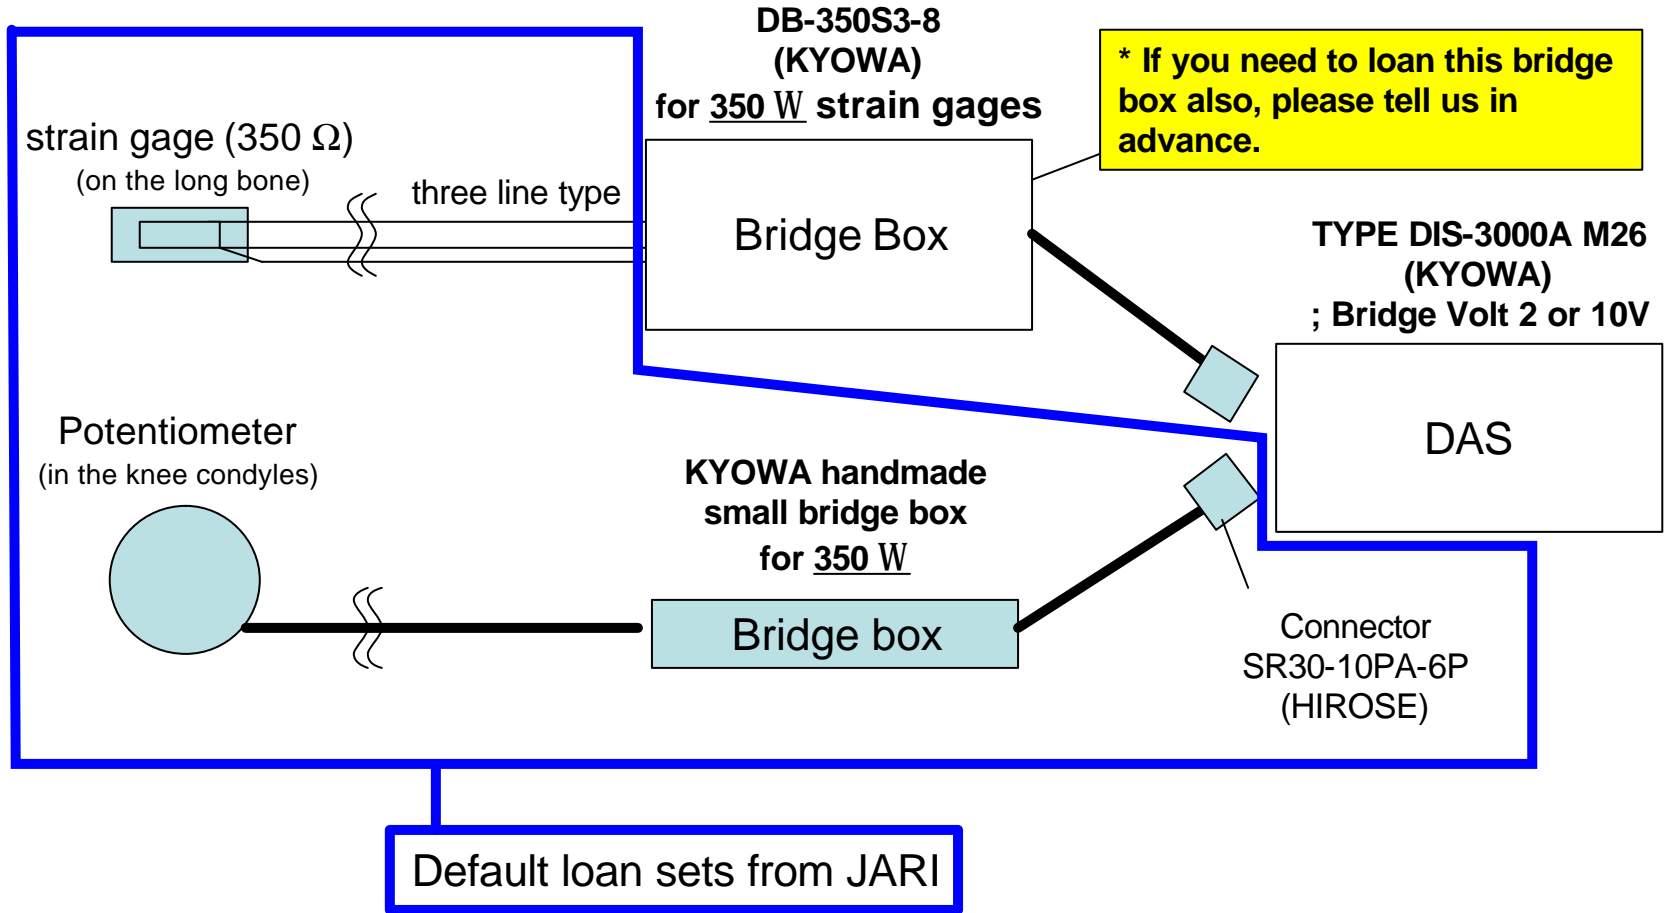 DB-350S3-8
(KYOWA)
for 350 W strain gages
* If you need to loan this bridge
box also, please tell us in
advance.
strain gage (350 Ω)
(on the long bone)
three line type
Bridge Box
TYPE DIS-3000A M26
(KYOWA)
; Bridge Volt 2 or 10V
DAS
Potentiometer
(in the knee condyles)
KYOWA handmade
small bridge box
for 350 W
Bridge box
Connector
SR30-10PA-6P
(HIROSE)
Default loan sets from JARI